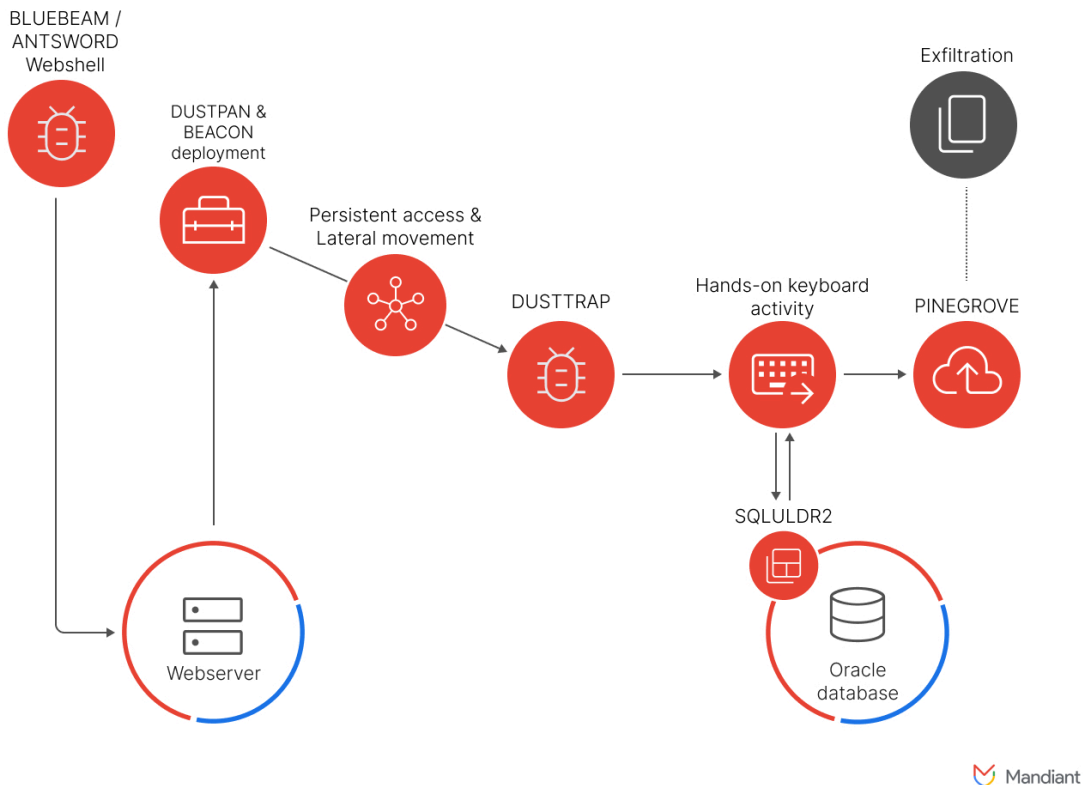 BLUEBEAM /
ANTSWORD
Webshell
DUSTPAN &
BEACON
deployment
Persistent access &
Lateral movement
DUSTTRAP
Hands-on keyboard
activity
Exfiltration
PINEGROVE
SQLULDR2
Webserver
Oracle
database
Mandiant